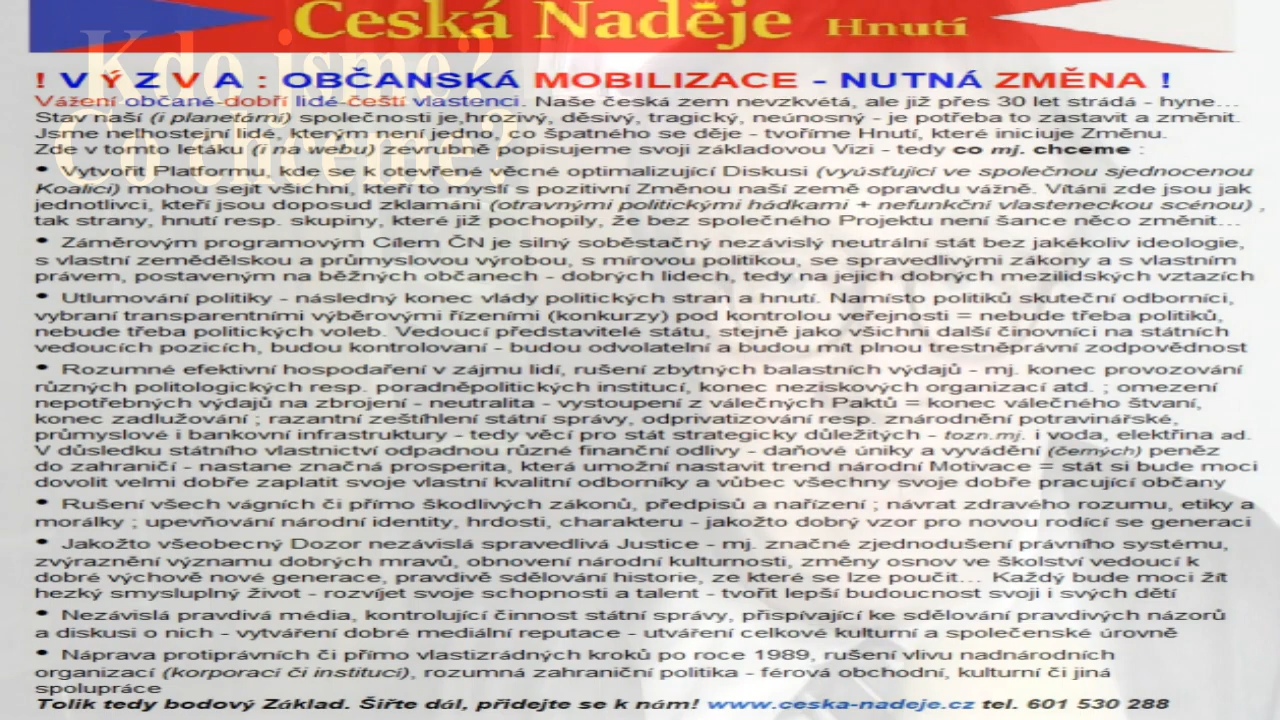 Česká Naděje Hnutí
Kdo jsme?
Co chceme?
! V Ý Z V A : OBČANSKÁ MOBILIZACE - NUTNÁ ZMĚNA !
Vážení občané-dobří lidé-čeští vlastenci. Naše česká zem nevzkvétá, ale již přes 30 let strádá - hyne...
Stav naší (i planetární) společnosti je,hrozivý, děsivý, tragický, neúnosný - je potřeba to zastavit a změnit.
Jsme nelhostejní lidé, kterým není jedno, co špatného se děje - tvoříme Hnutí, které iniciuje Změnu.
Zde v tomto letáku (i na webu) zevrubně popisujeme svoji základovou Vizi - tedy co mj. chceme :
• Vytvořit Platformu, kde se k otevřené věcné optimalizující Diskusi (vyúsťující ve společnou sjednocenou
Koalici) mohou sejít všichni, kteří to myslí s pozitivní Změnou naší země opravdu vážně. Vítáni zde jsou jak
jednotlivci, kteří jsou doposud zklamáni (otravnými politickými hádkami + nefunkční vlasteneckou scénou) ,
tak strany, hnutí resp. skupiny, které již pochopily, že bez společného Projektu není šance něco změnit...
• Záměrovým programovým Cílem ČN je silný soběstačný nezávislý neutrální stát bez jakékoliv ideologie,
s vlastní zemědělskou a průmyslovou výrobou, s mírovou politikou, se spravedlivými zákony a s vlastním
právem, postaveným na běžných občanech - dobrých lidech, tedy na jejich dobrých mezilidských vztazích
• Utlumování politiky - následný konec vlády politických stran a hnutí. Namísto politiků skuteční odborníci,
vybraní transparentními výběrovými řízeními (konkurzy) pod kontrolou veřejnosti = nebude třeba politiků,
nebude třeba politických voleb. Vedoucí představitelé státu, stejně jako všichni další činovníci na státních
vedoucích pozicích, budou kontrolovaní - budou odvolatelní a budou mít plnou trestněprávní zodpovědnost
• Rozumné efektivní hospodaření v zájmu lidí, rušení zbytných balastních výdajů - mj. konec provozování
různých politologických resp. poradněpolitických institucí, konec neziskových organizací atd. ; omezení
nepotřebných výdajů na zbrojení - neutralita - vystoupení z válečných Paktů = konec válečného štvaní,
konec zadlužování ; razantní zeštíhlení státní správy, odprivatizování resp. znárodnění potravinářské,
průmyslové i bankovní infrastruktury - tedy věcí pro stát strategicky důležitých - tozn.mj. i voda, elektřina ad.
V důsledku státního vlastnictví odpadnou různé finanční odlivy - daňové úniky a vyvádění (černých) peněz
do zahraničí - nastane značná prosperita, která umožní nastavit trend národní Motivace = stát si bude moci
dovolit velmi dobře zaplatit svoje vlastní kvalitní odborníky a vůbec všechny svoje dobře pracující občany
• Rušení všech vágních či přímo škodlivých zákonů, předpisů a nařízení ; návrat zdravého rozumu, etiky a
morálky ; upevňování národní identity, hrdosti, charakteru - jakožto dobrý vzor pro novou rodící se generaci
• Jakožto všeobecný Dozor nezávislá spravedlivá Justice - mj. značné zjednodušení právního systému,
zvýraznění významu dobrých mravů, obnovení národní kulturnosti, změny osnov ve školství vedoucí k
dobré výchově nové generace, pravdivě sdělování historie, ze které se lze poučit... Každý bude moci žít
hezký smysluplný život - rozvíjet svoje schopnosti a talent - tvořit lepší budoucnost svoji i svých dětí
• Nezávislá pravdivá média, kontrolující činnost státní správy, přispívající ke sdělování pravdivých názorů
a diskusi o nich - vytváření dobré mediální reputace - utváření celkové kulturní a společenské úrovně
• Náprava protiprávních či přímo vlastizrádných kroků po roce 1989, rušení vlivu nadnárodních
organizací (korporací či institucí), rozumná zahraniční politika - férová obchodní, kulturní či jiná
spolupráce
Tolik tedy bodový Základ. Šiřte dál, přidejte se k nám! www.ceska-nadeje.cz tel. 601 530 288